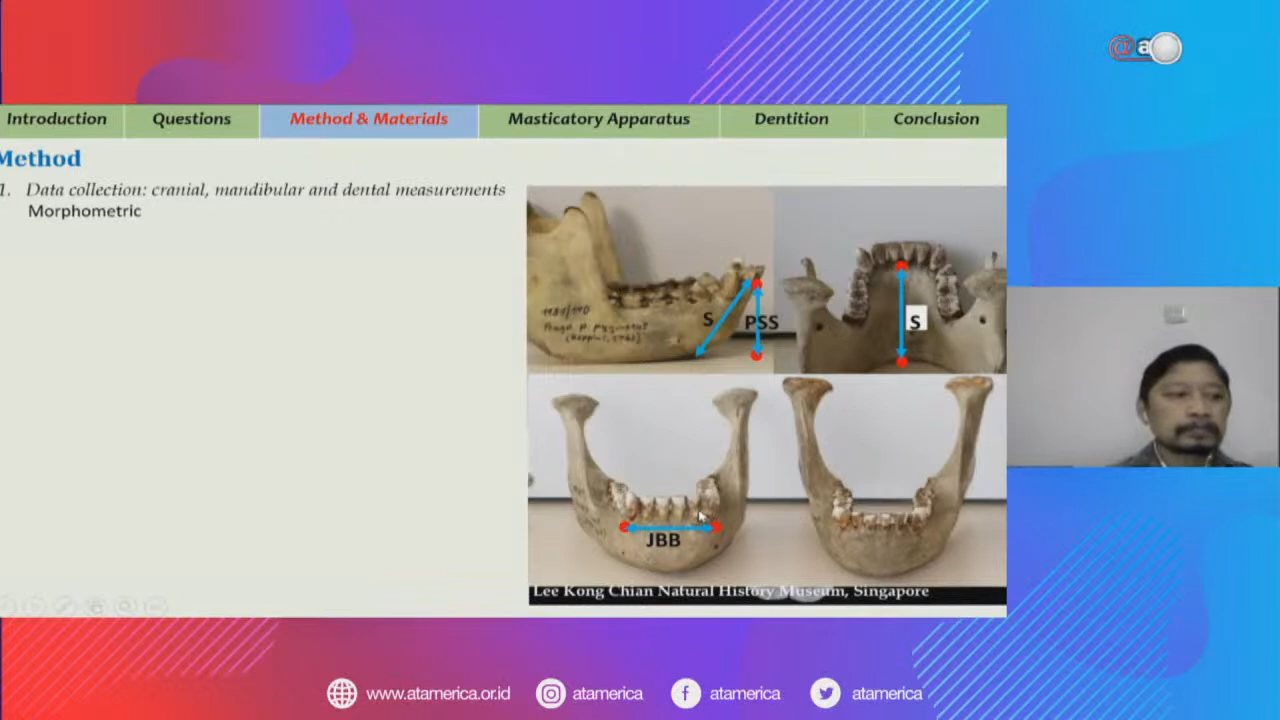 @a
Introduction
Questions
Method & Materials
Masticatory Apparatus
Dentition
Conclusion
Method
1. Data collection: cranial, mandibular and dental measurements
Morphometric
S
PSS
S
JBB
Lee Kong Chian Natural History Museum, Singapore
www.atamerica.or.id
atamerica
atamerica
atamerica